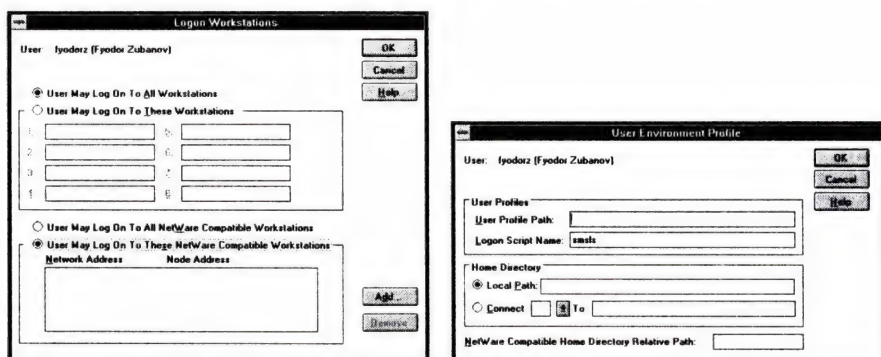 Logon Workstations
User: fyodorz (Fyodor Zubanov)
OK
Cancel
Help
User May Log On To All Workstations
User May Log On To These Workstations
1. 5.
2. 6.
3. 7.
4. 8.
User May Log On To All NetWare Compatible Workstations
User May Log On To These NetWare Compatible Workstations
Network Address Node Address
Add...
Remove
User Environment Profile
User: fyodorz (Fyodor Zubanov)
OK
Cancel
Help
User Profiles
User Profile Path:
Logon Script Name: smsls
Home Directory
Local Path:
Connect To
NetWare Compatible Home Directory Relative Path: